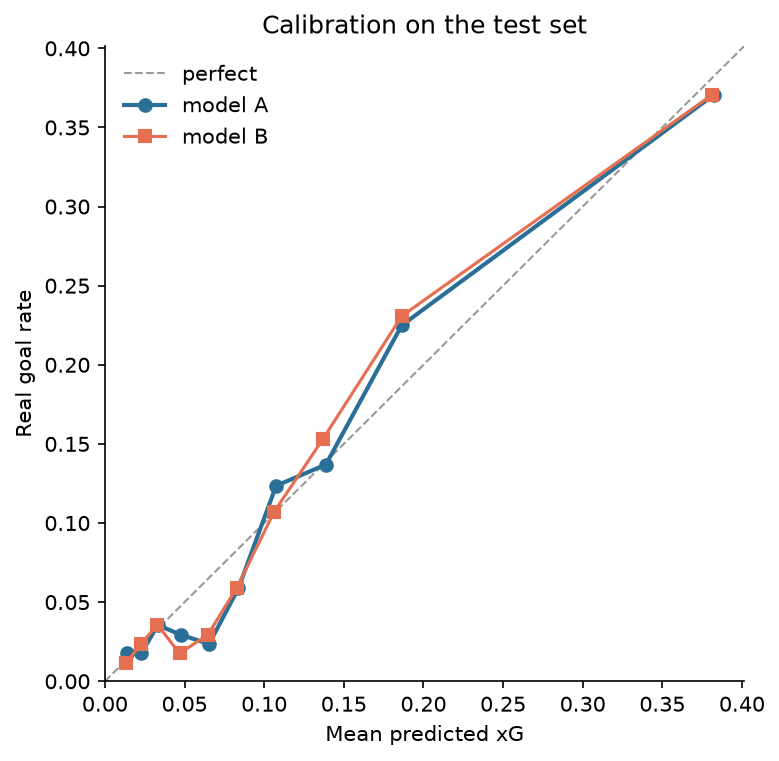 Calibration on the test set
perfect
model A
model B
0.40
0.35
0.30
0.25
0.20
0.15
0.10
0.05
0.00
Real goal rate
0.00 0.05 0.10 0.15 0.20 0.25 0.30 0.35 0.40
Mean predicted xG